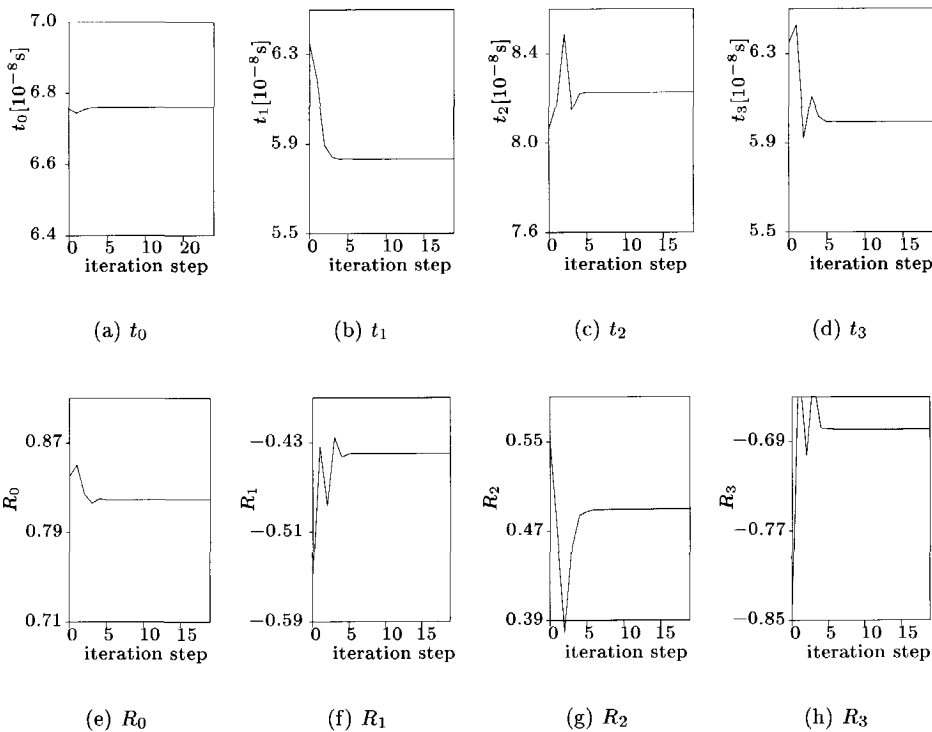 7.0
6.8
6.6
6.4
t₀[10⁻⁸s]
0 5 10 15 20
iteration step
(a) t₀
6.3
5.9
5.5
t₁[10⁻⁸s]
0 5 10 15
iteration step
(b) t₁
8.4
8.0
7.6
t₂[10⁻⁸s]
0 5 10 15
iteration step
(c) t₂
6.3
5.9
5.5
t₃[10⁻⁸s]
0 5 10 15
iteration step
(d) t₃
0.87
0.79
0.71
R₀
0 5 10 15
iteration step
(e) R₀
−0.43
−0.51
−0.59
R₁
0 5 10 15
iteration step
(f) R₁
0.55
0.47
0.39
R₂
0 5 10 15
iteration step
(g) R₂
−0.69
−0.77
−0.85
R₃
0 5 10 15
iteration step
(h) R₃